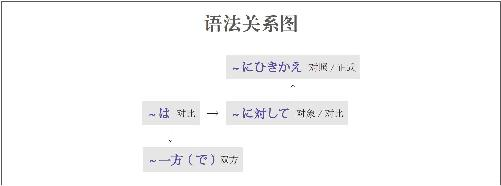 语法关系图
~にひきかえ 对照/正式
~は 对比 → ~に対して 对象/对比
~一方(で)双方